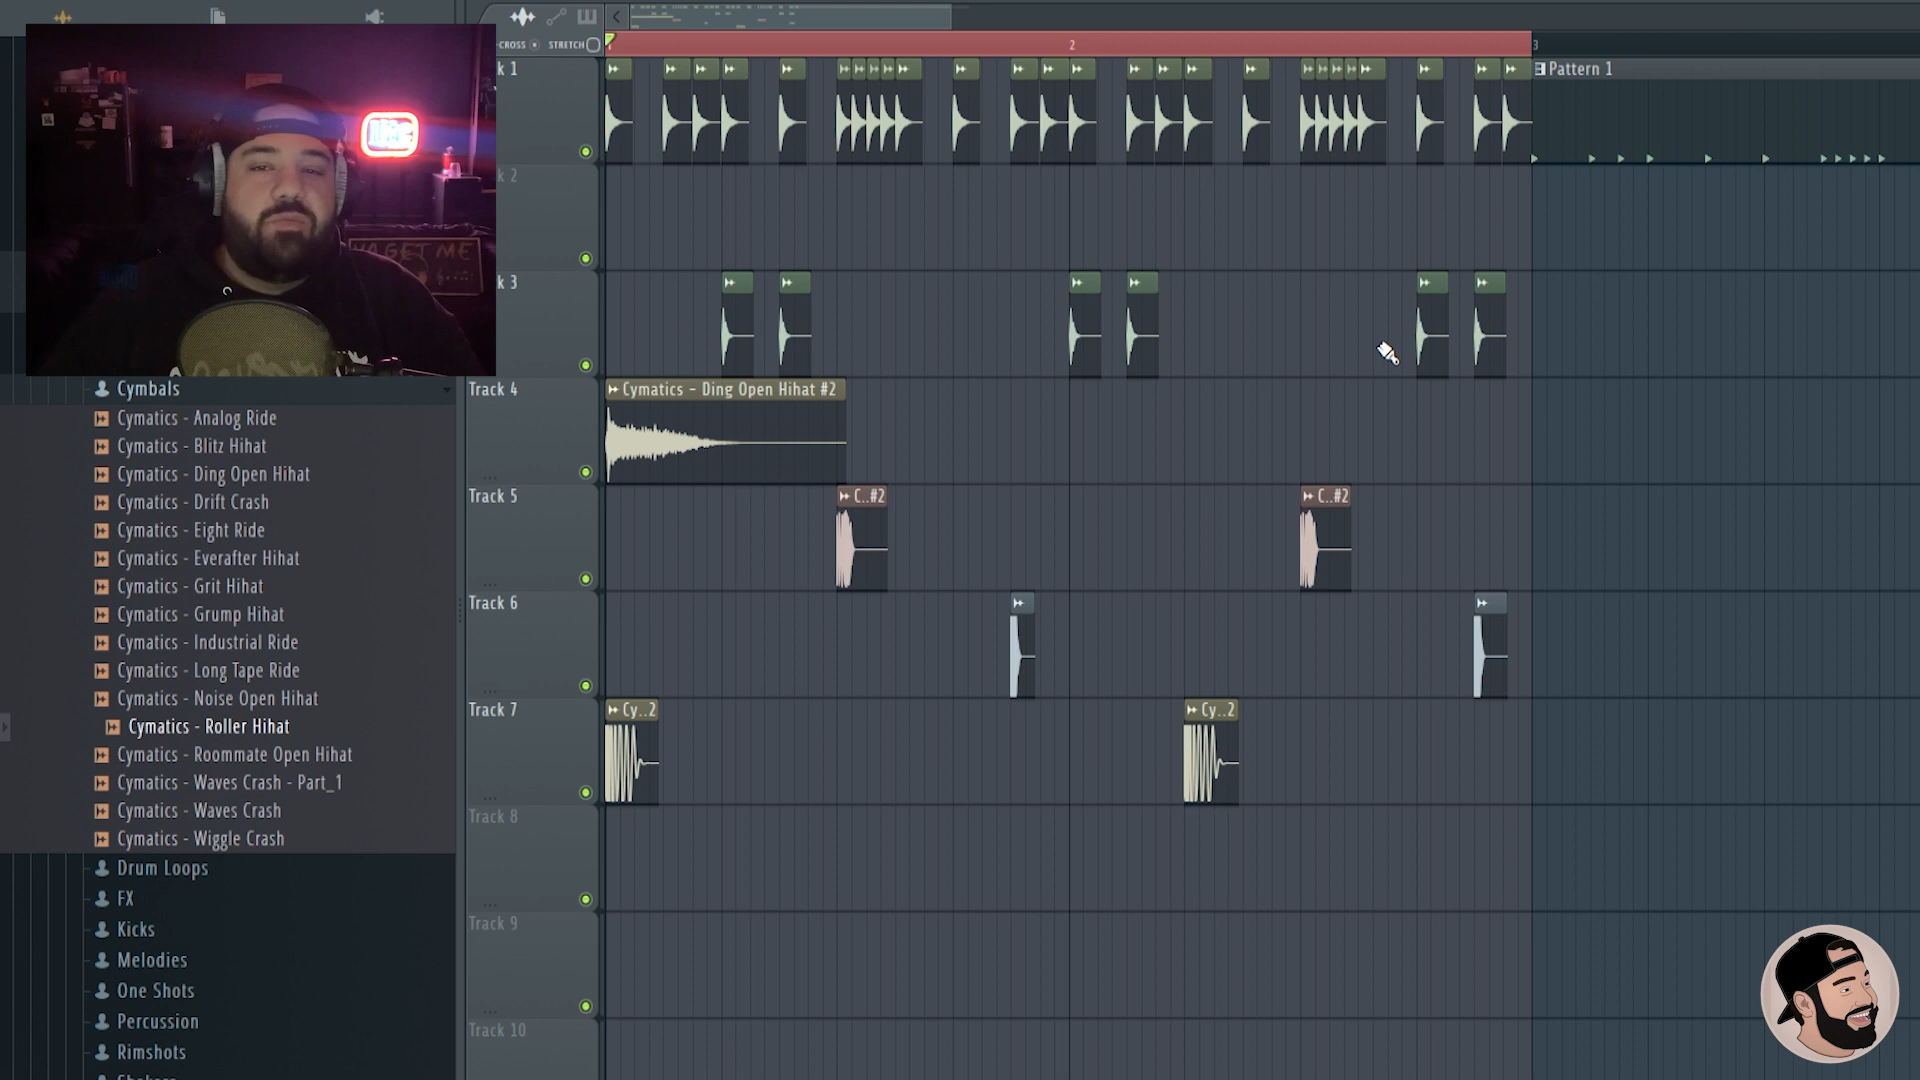 CROSS STRETCH
2
3
k 1
Pattern 1
k 2
YA GET ME
k 3
Track 4
Cymatics - Ding Open Hihat #2
Track 5
C..#2
C..#2
Track 6
Track 7
Cy..2
Cy..2
Track 8
Track 9
Track 10
Cymbals
Cymatics - Analog Ride
Cymatics - Blitz Hihat
Cymatics - Ding Open Hihat
Cymatics - Drift Crash
Cymatics - Eight Ride
Cymatics - Everafter Hihat
Cymatics - Grit Hihat
Cymatics - Grump Hihat
Cymatics - Industrial Ride
Cymatics - Long Tape Ride
Cymatics - Noise Open Hihat
Cymatics - Roller Hihat
Cymatics - Roommate Open Hihat
Cymatics - Waves Crash - Part_1
Cymatics - Waves Crash
Cymatics - Wiggle Crash
Drum Loops
FX
Kicks
Melodies
One Shots
Percussion
Rimshots